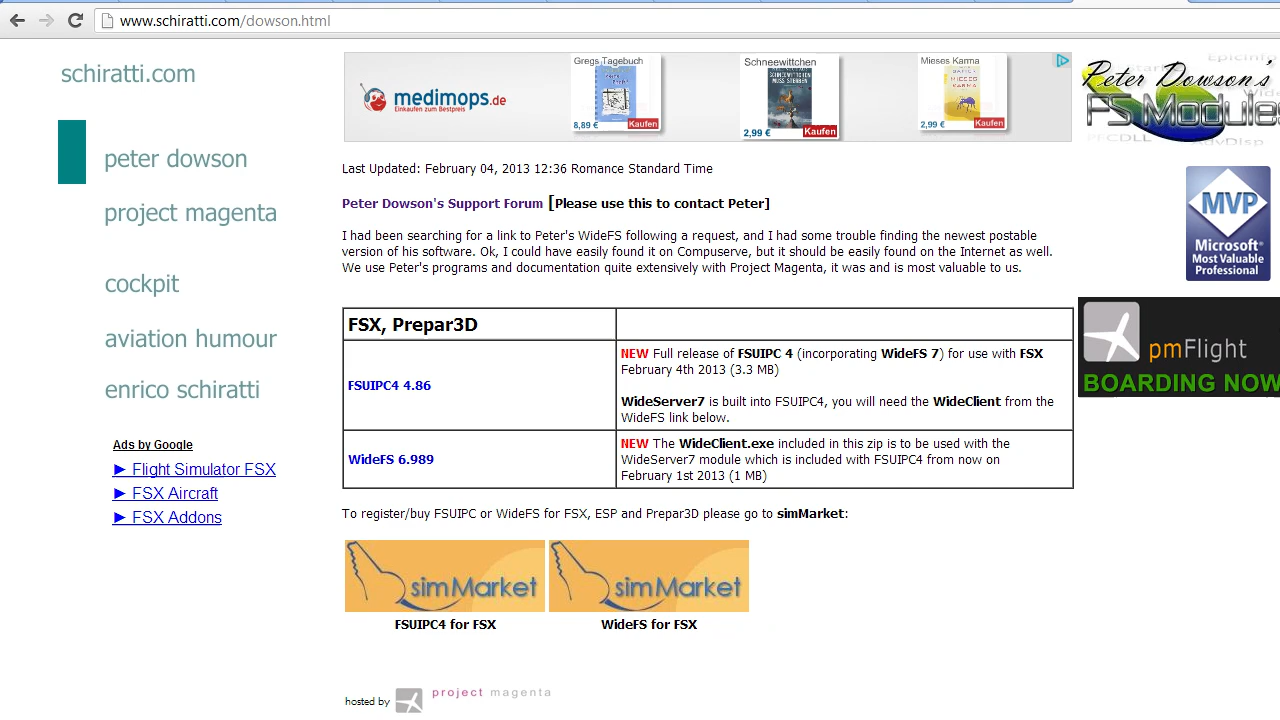 www.schiratti.com/dowson.html
schiratti.com
peter dowson
project magenta
cockpit
aviation humour
enrico schiratti
Ads by Google
► Flight Simulator FSX
► FSX Aircraft
► FSX Addons
medimops.de
Einkaufen zum Bestpreis
Gregs Tagebuch
8,89 € Kaufen
Schneewittchen
SCHNEEWITTCHEN
MUSS STERBEN
2,99 € Kaufen
Mieses Karma
2,99 € Kaufen
Last Updated: February 04, 2013 12:36 Romance Standard Time
Peter Dowson's Support Forum [Please use this to contact Peter]
I had been searching for a link to Peter's WideFS following a request, and I had some trouble finding the newest postable
version of his software. Ok, I could have easily found it on Compuserve, but it should be easily found on the Internet as well.
We use Peter's programs and documentation quite extensively with Project Magenta, it was and is most valuable to us.
FSX, Prepar3D
FSUIPC4 4.86
NEW Full release of FSUIPC 4 (incorporating WideFS 7) for use with FSX
February 4th 2013 (3.3 MB)
WideServer7 is built into FSUIPC4, you will need the WideClient from the
WideFS link below.
WideFS 6.989
NEW The WideClient.exe included in this zip is to be used with the
WideServer7 module which is included with FSUIPC4 from now on
February 1st 2013 (1 MB)
To register/buy FSUIPC or WideFS for FSX, ESP and Prepar3D please go to simMarket:
simMarket
simMarket
FSUIPC4 for FSX
WideFS for FSX
hosted by
project magenta
Peter Dowson's
FS Modules
MVP
Microsoft®
Most Valuable
Professional
pmFlight
BOARDING NOW